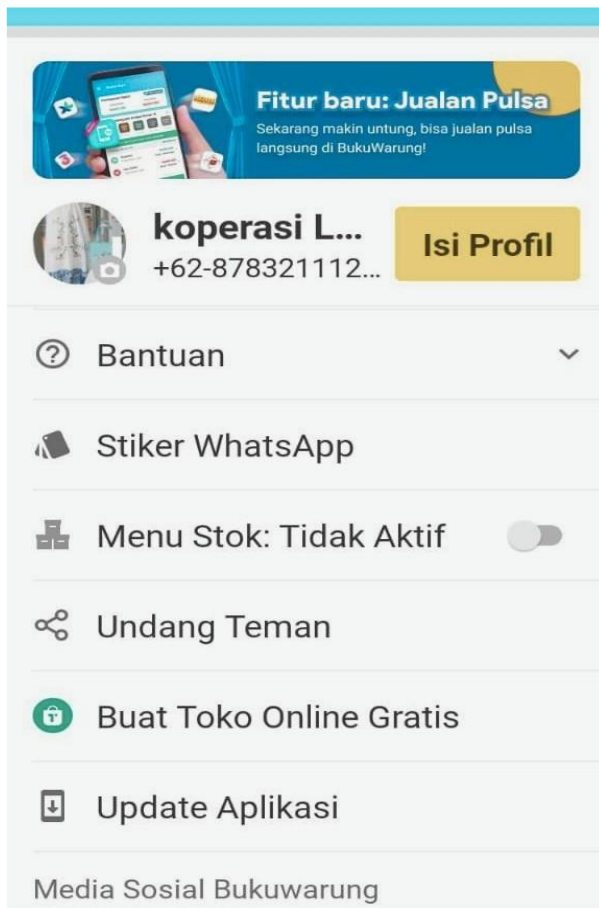 Fitur baru: Jualan Pulsa
Sekarang makin untung, bisa jualan pulsa
langsung di BukuWarung!
koperasi L...
+62-878321112...
Isi Profil
Bantuan
Stiker WhatsApp
Menu Stok: Tidak Aktif
Undang Teman
Buat Toko Online Gratis
Update Aplikasi
Media Sosial Bukuwarung